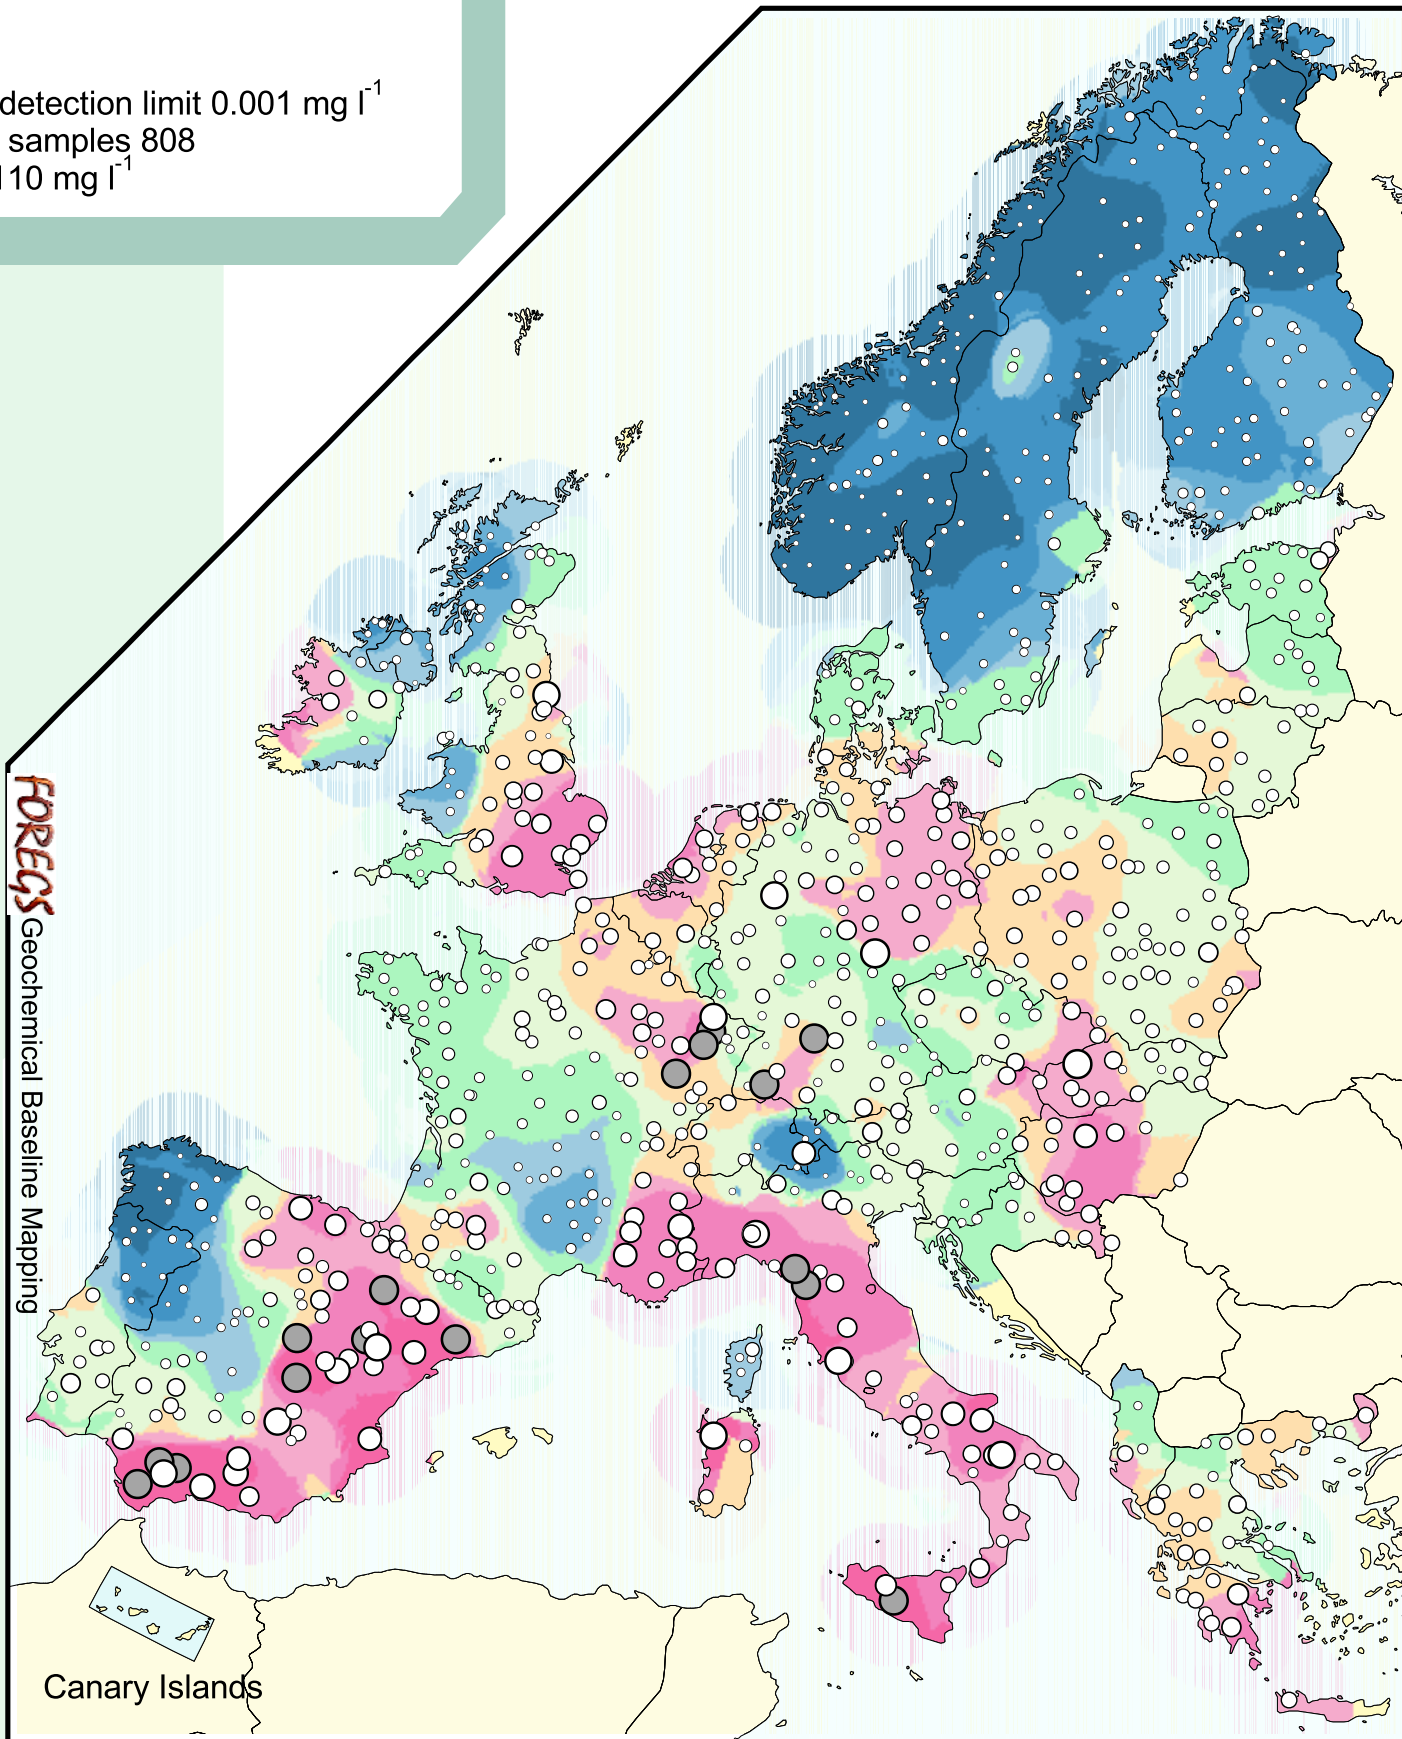 detection limit 0.001 mg l-1
samples 808
110 mg l-1
FOREGS Geochemical Baseline Mapping
Canary Islands